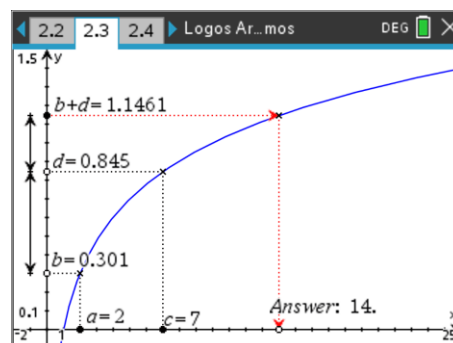 2.2 2.3 2.4 Logos Ar...mos DEG
1.5 y
b+d=1.1461
d=0.845
b=0.301
0.1
a=2 c=7 Answer: 14.
x
-2 1 25